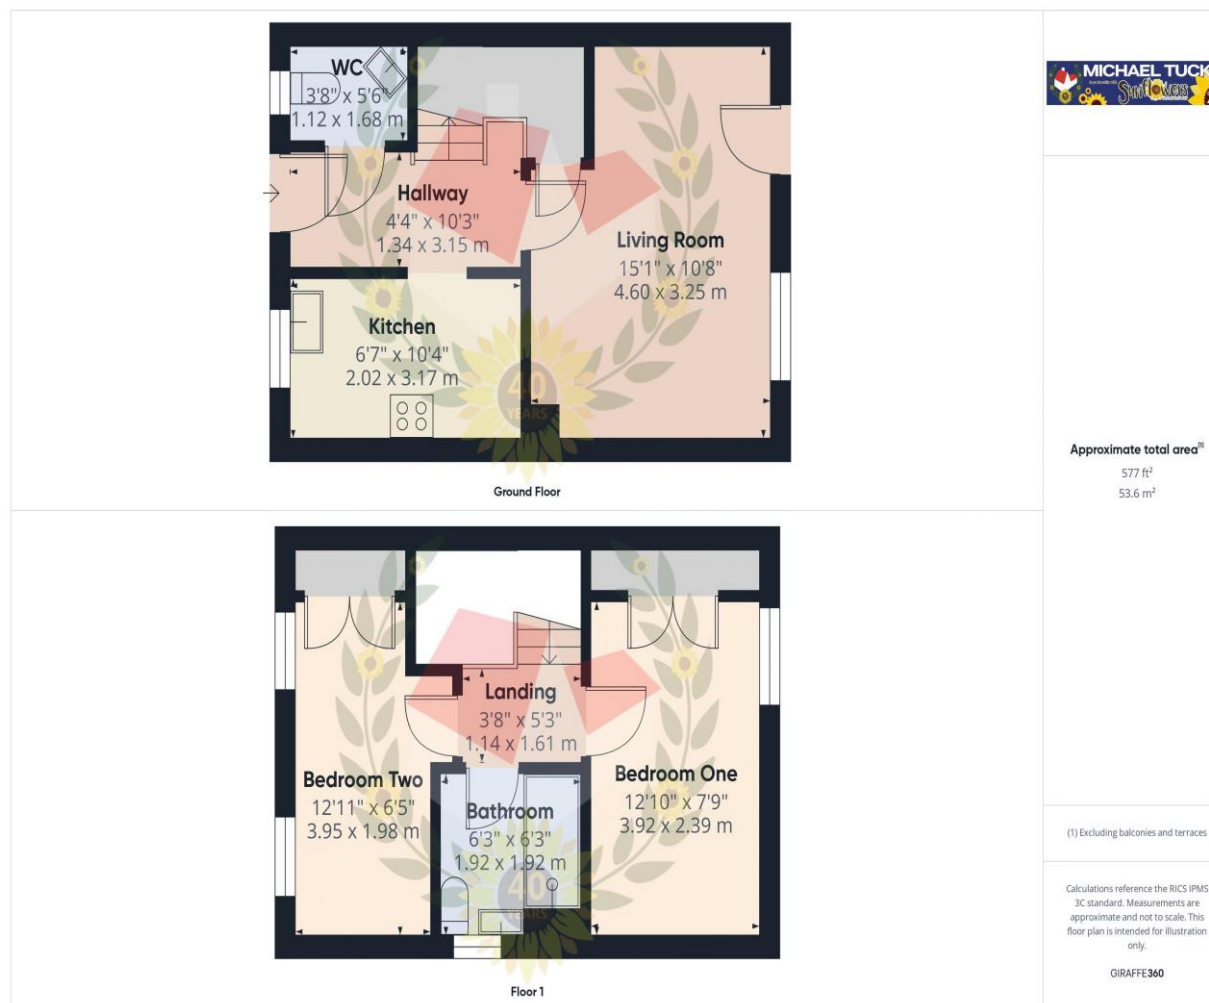 WC
3'8" x 5'6"
1.12 x 1.68 m
Hallway
4'4" x 10'3"
1.34 x 3.15 m
Living Room
15'1" x 10'8"
4.60 x 3.25 m
Kitchen
6'7" x 10'4"
2.02 x 3.17 m
40
YEARS
Ground Floor
Landing
3'8" x 5'3"
1.14 x 1.61 m
Bedroom Two
12'11" x 6'5"
3.95 x 1.98 m
Bathroom
6'3" x 6'3"
1.92 x 1.92 m
Bedroom One
12'10" x 7'9"
3.92 x 2.39 m
40
YEARS
Floor 1
MICHAEL TUCK
Sunflowers
Approximate total area(1)
577 ft²
53.6 m²
(1) Excluding balconies and terraces
Calculations reference the RICS IPMS
3C standard. Measurements are
approximate and not to scale. This
floor plan is intended for illustration
only.
GIRAFFE360